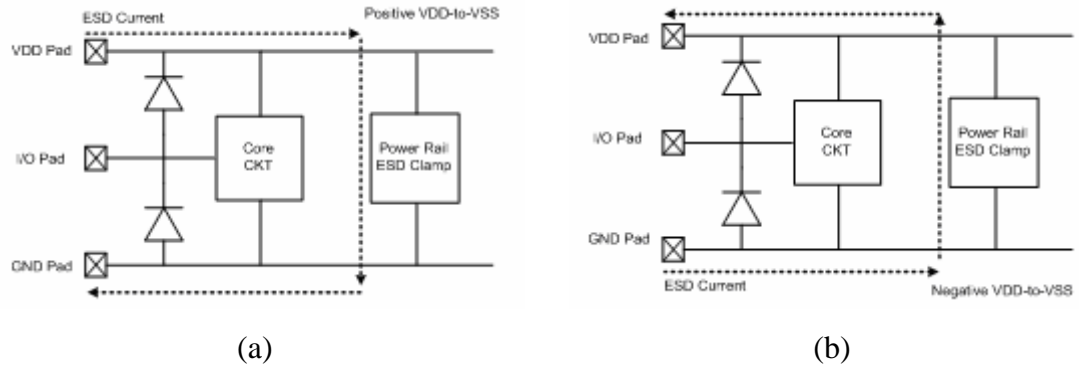 ESD Current
Positive VDD-to-VSS
VDD Pad
I/O Pad
Core
CKT
Power Rail
ESD Clamp
GND Pad
(a)
VDD Pad
I/O Pad
Core
CKT
Power Rail
ESD Clamp
GND Pad
ESD Current
Negative VDD-to-VSS
(b)